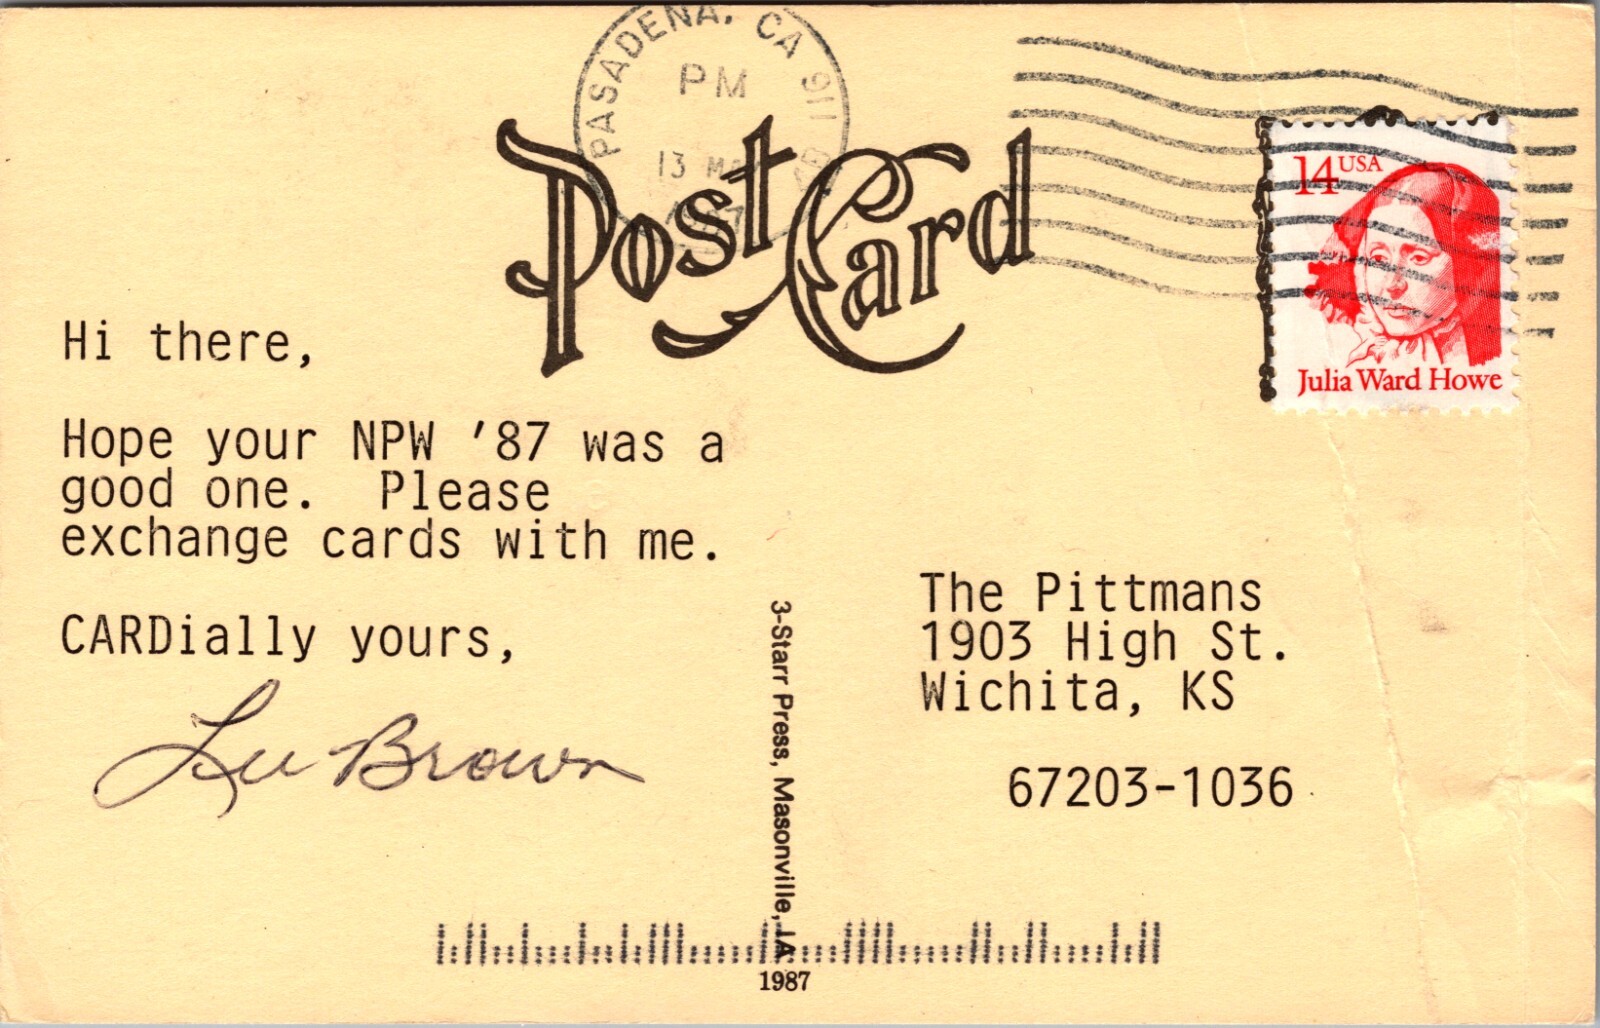 PASADENA, CA 911
PM
13 MA
Post Card
14 USA
Julia Ward Howe
Hi there,
Hope your NPW '87 was a
good one. Please
exchange cards with me.
CARDially yours,
Lee Brown
The Pittmans
1903 High St.
Wichita, KS
67203-1036
3-Starr Press, Masonville, IA
1987